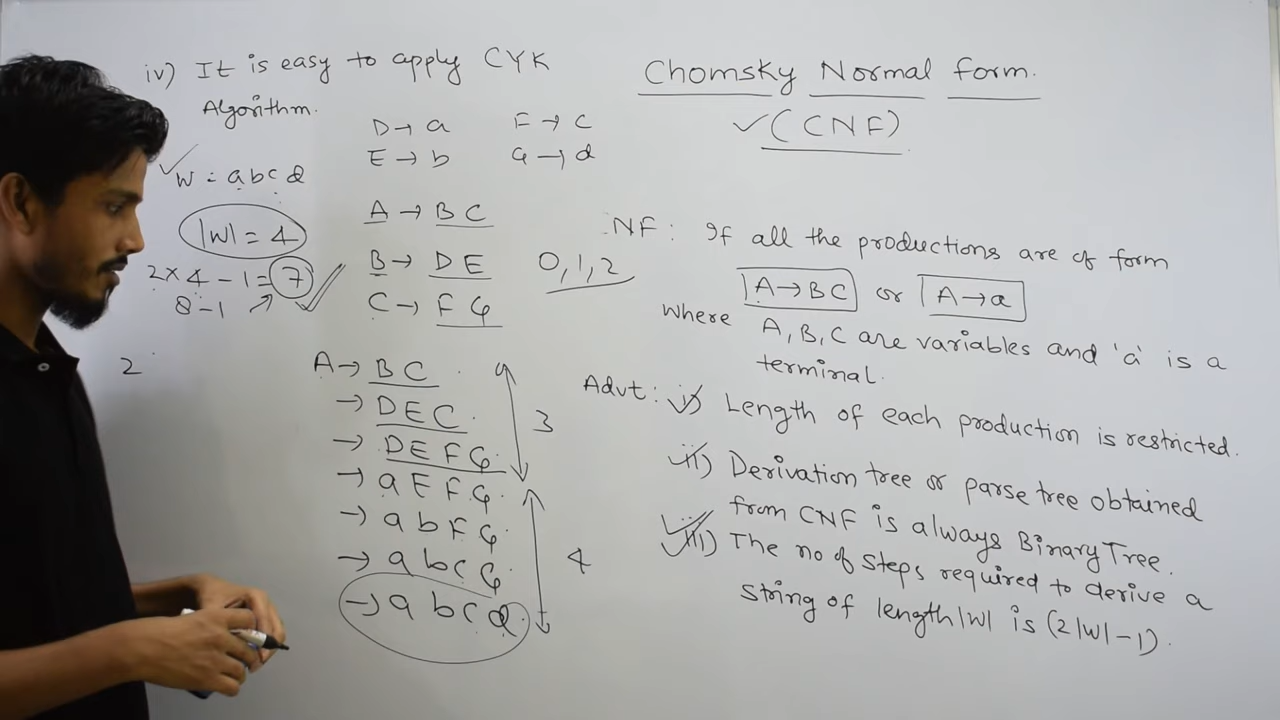 iv) It is easy to apply CYK
Algorithm.
w = abcd
|w| = 4
2 x 4 - 1 = 7
8 - 1
2
D → a
F → c
E → b
G → d
A → BC
B → DE
0, 1, 2
C → FG
A → BC
→ DEC
→ DEFG
3
→ aEFG
→ abFG
→ abcG
4
→ abcd
Chomsky Normal form.
(CNF)
NF : If all the productions are of form
A → BC or A → a
where A, B, C are variables and 'a' is a
terminal.
Advt : i) Length of each production is restricted.
ii) Derivation tree or parse tree obtained
from CNF is always Binary Tree.
iii) The no of steps required to derive a
string of length |w| is (2|w| - 1).